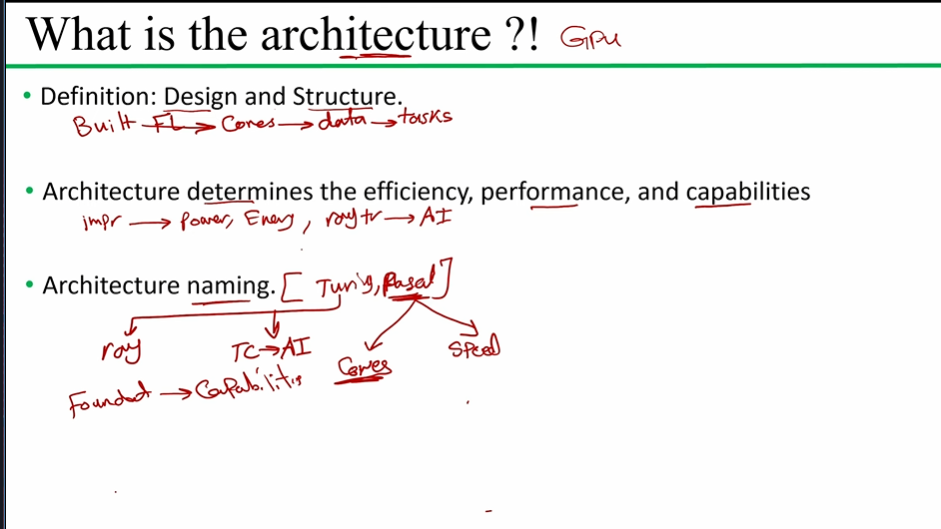 What is the architecture ?! GPU
• Definition: Design and Structure.
Built → Cores → data → tasks
• Architecture determines the efficiency, performance, and capabilities
impr → power, Energy, ray tr → AI
• Architecture naming. [Turing, Pascal]
ray TC→AI Cores Speed
Founded → Capabilities